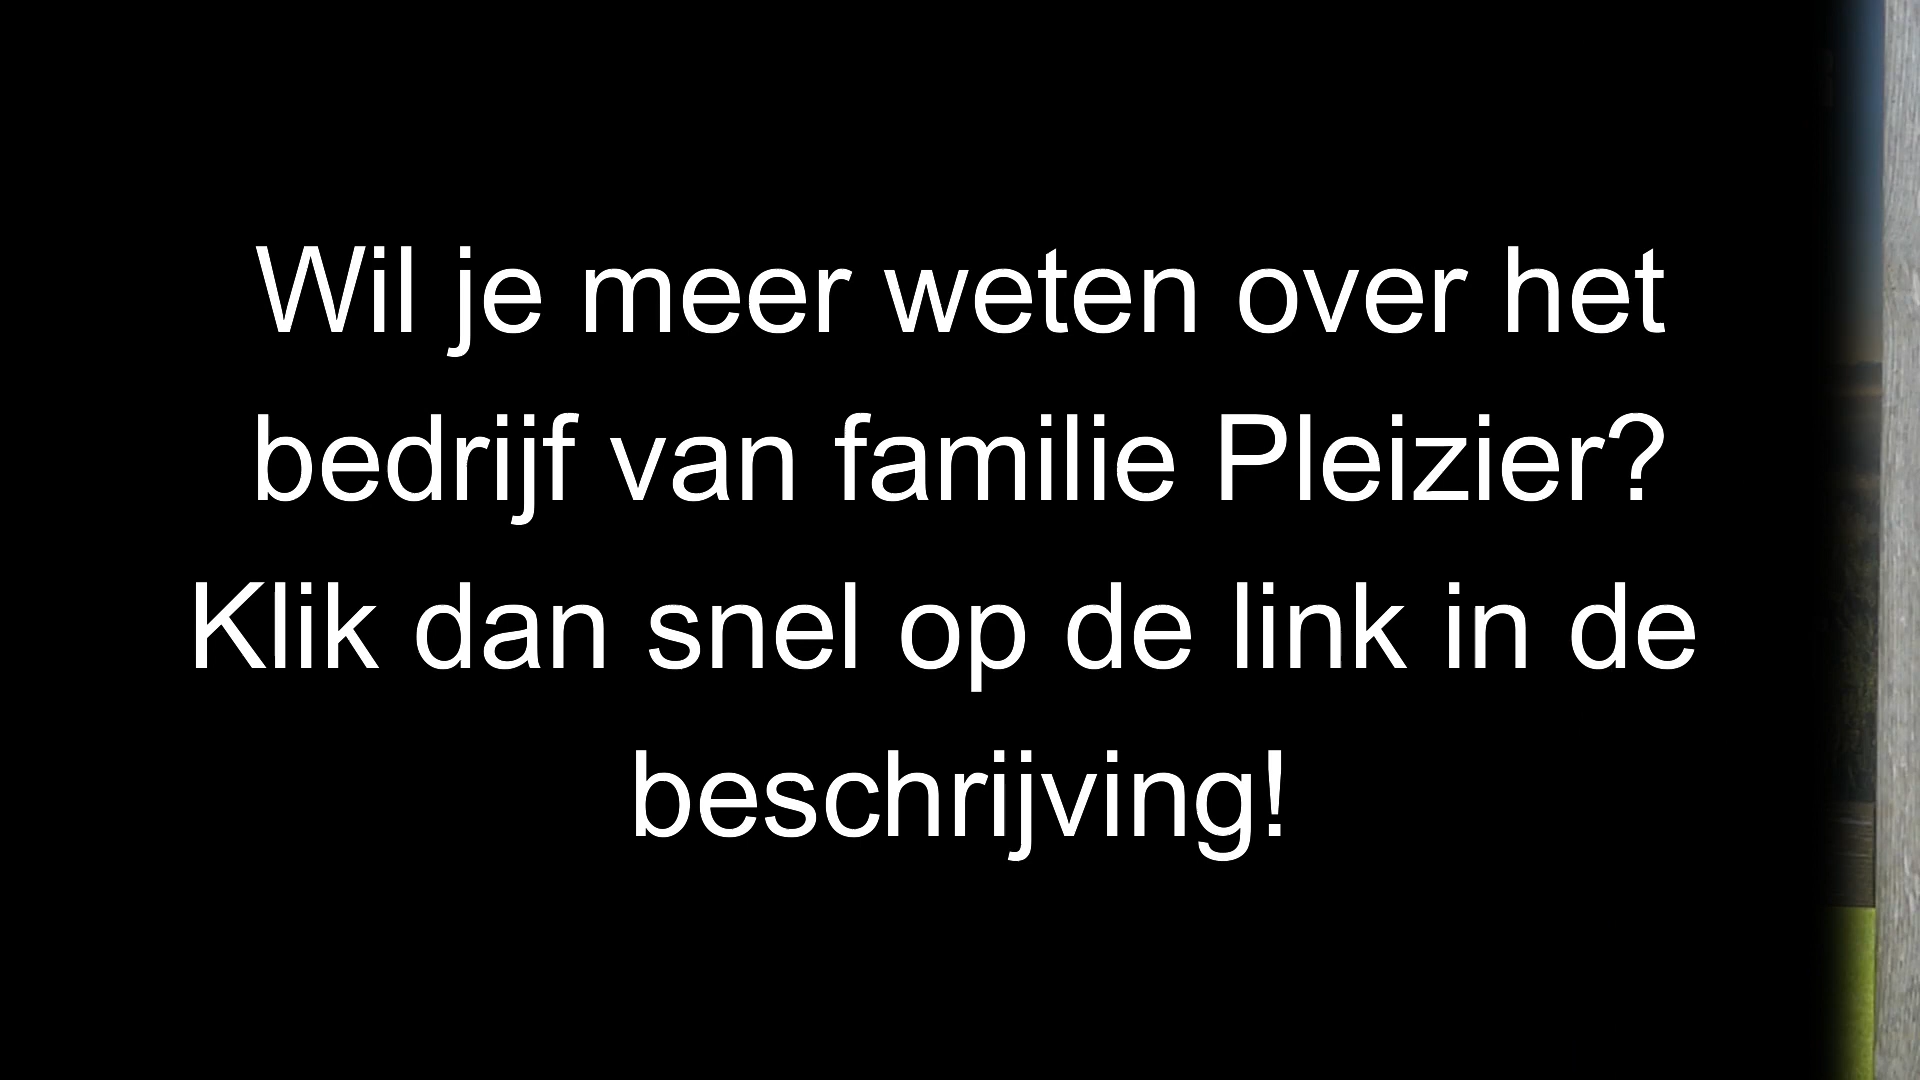 Wil je meer weten over het
bedrijf van familie Pleizier?
Klik dan snel op de link in de
beschrijving!